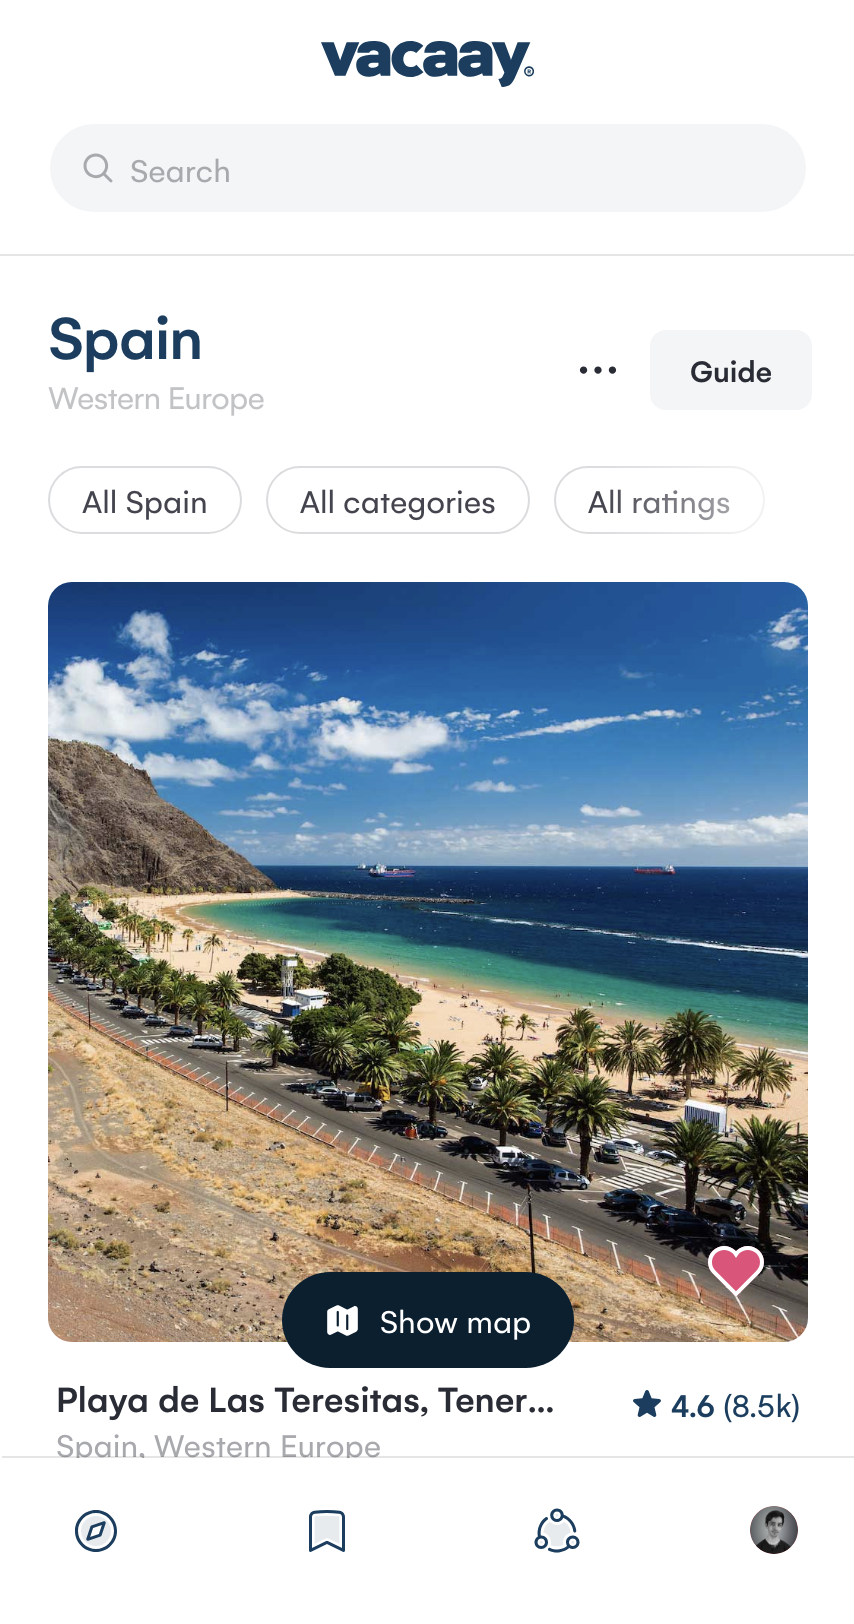 vacaay®
Search
Spain
Western Europe
Guide
All Spain
All categories
All ratings
Show map
Playa de Las Teresitas, Tener...
4.6 (8.5k)
Spain, Western Europe